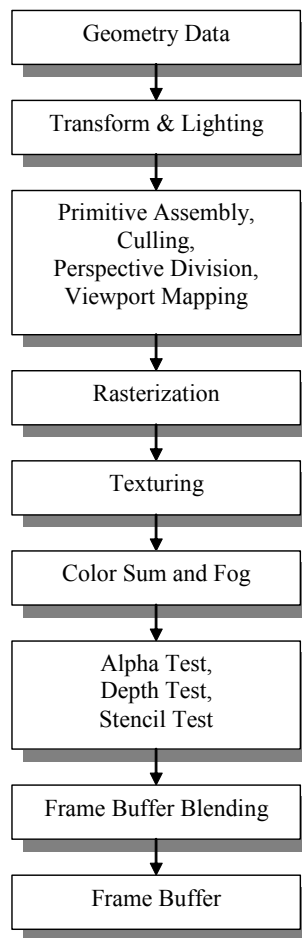 Geometry Data
Transform & Lighting
Primitive Assembly,
Culling,
Perspective Division,
Viewport Mapping
Rasterization
Texturing
Color Sum and Fog
Alpha Test,
Depth Test,
Stencil Test
Frame Buffer Blending
Frame Buffer